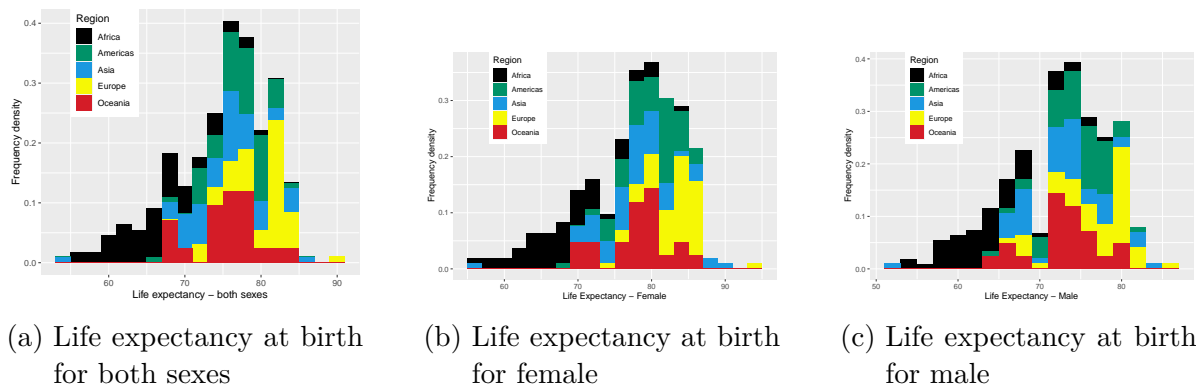 Region
Africa
Americas
Asia
Europe
Oceania
Frequency density
0.4
0.3
0.2
0.1
0.0
60
70
80
90
Life expectancy – both sexes
(a) Life expectancy at birth
for both sexes
Region
Africa
Americas
Asia
Europe
Oceania
Frequency density
0.3
0.2
0.1
0.0
60
70
80
90
Life Expectancy – Female
(b) Life expectancy at birth
for female
Region
Africa
Americas
Asia
Europe
Oceania
Frequency density
0.4
0.3
0.2
0.1
0.0
50
60
70
80
Life Expectancy – Male
(c) Life expectancy at birth
for male